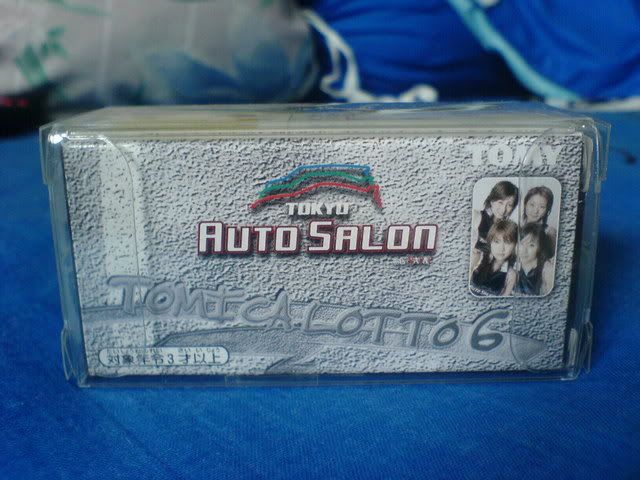 TOMY
TOKYO
AUTO SALON
TOMICA LOTTO 6
対象年令3才以上